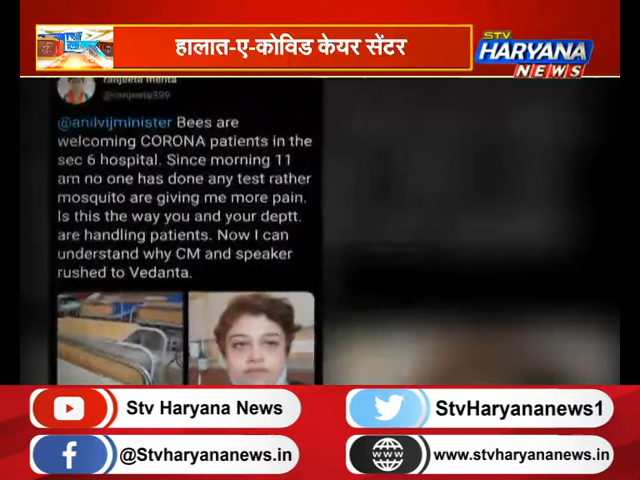 हालात-ए-कोविड केयर सेंटर
STV
HARYANA
NEWS
ranjeeta mehta
@ranjeeta399
@anilvijminister Bees are
welcoming CORONA patients in the
sec 6 hospital. Since morning 11
am no one has done any test rather
mosquito are giving me more pain.
Is this the way you and your deptt.
are handling patients. Now I can
understand why CM and speaker
rushed to Vedanta.
Stv Haryana News
StvHaryananews1
@Stvharyananews.in
www.stvharyananews.in